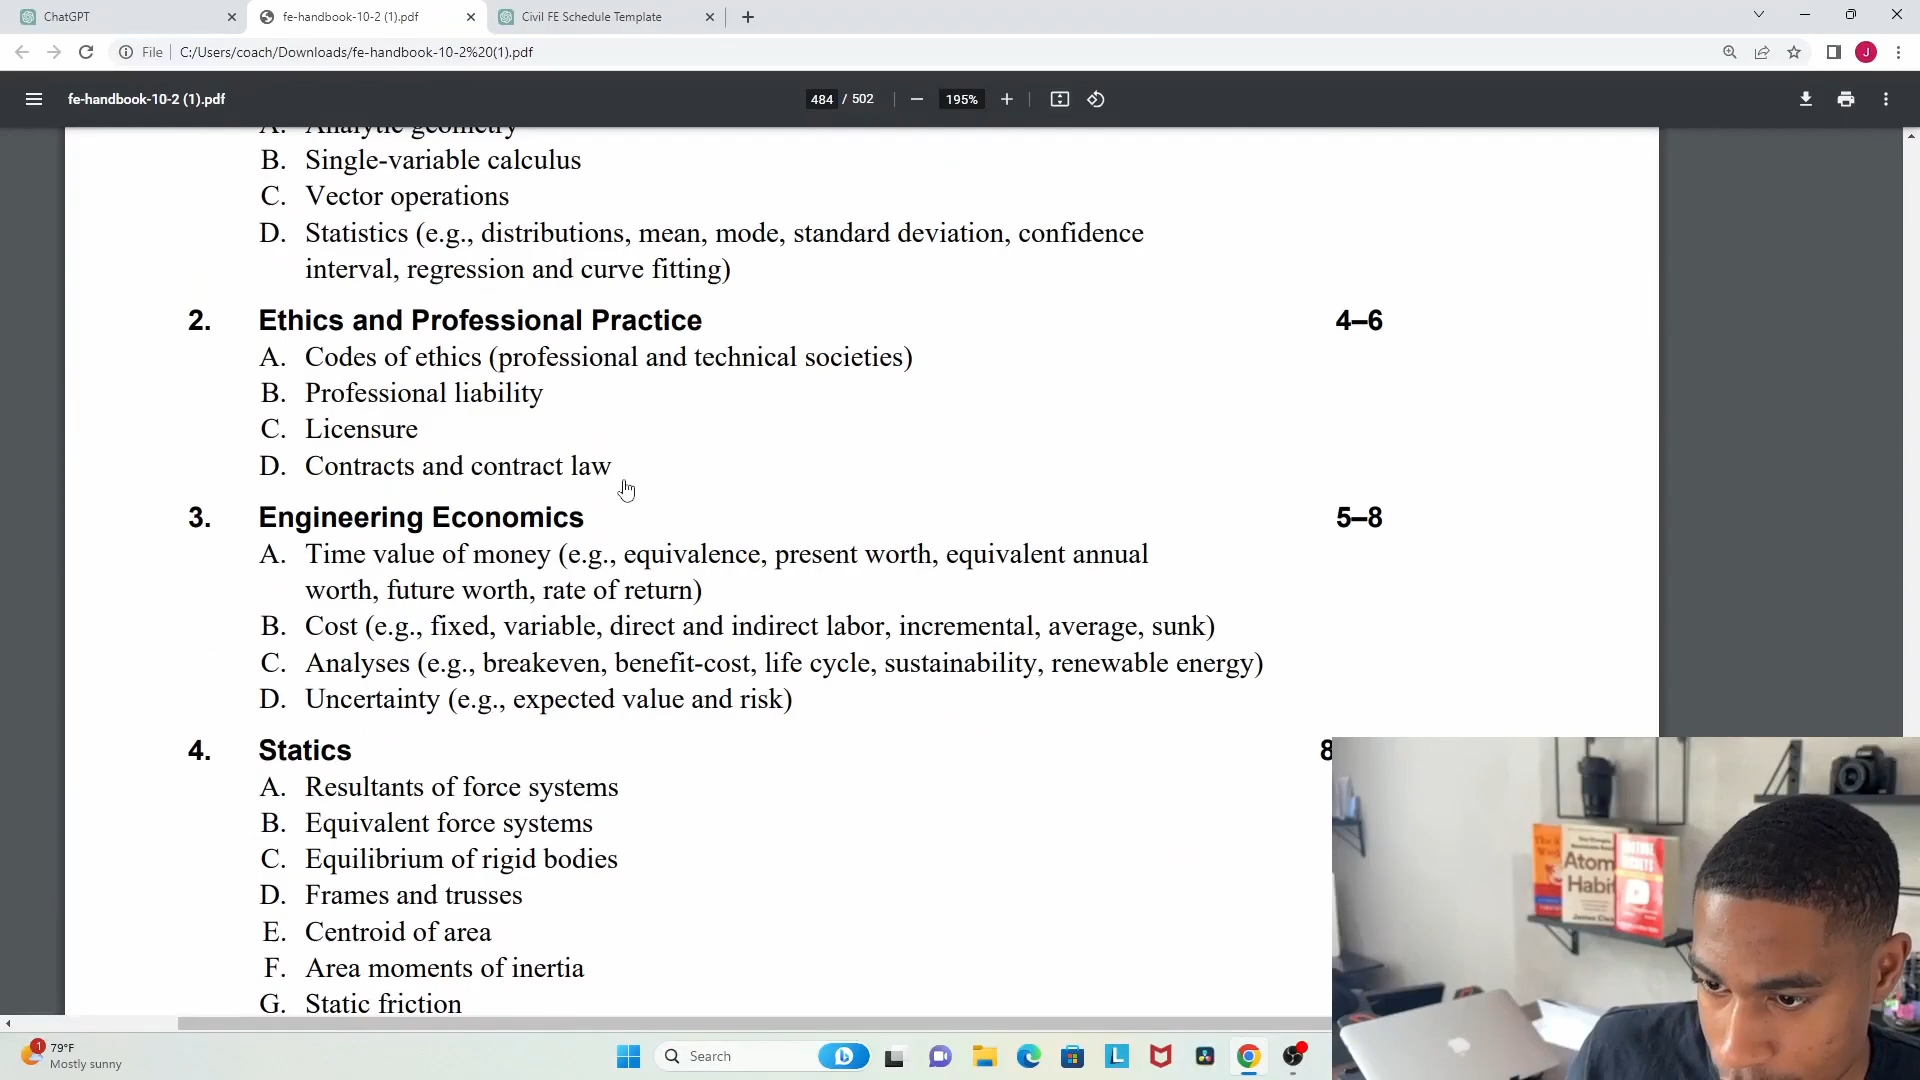 ChatGPT
fe-handbook-10-2 (1).pdf
Civil FE Schedule Template
File
C:/Users/coach/Downloads/fe-handbook-10-2%20(1).pdf
J
fe-handbook-10-2 (1).pdf
484 / 502
195%
A. Analytic geometry
B. Single-variable calculus
C. Vector operations
D. Statistics (e.g., distributions, mean, mode, standard deviation, confidence
interval, regression and curve fitting)
2. Ethics and Professional Practice 4–6
A. Codes of ethics (professional and technical societies)
B. Professional liability
C. Licensure
D. Contracts and contract law
3. Engineering Economics 5–8
A. Time value of money (e.g., equivalence, present worth, equivalent annual
worth, future worth, rate of return)
B. Cost (e.g., fixed, variable, direct and indirect labor, incremental, average, sunk)
C. Analyses (e.g., breakeven, benefit-cost, life cycle, sustainability, renewable energy)
D. Uncertainty (e.g., expected value and risk)
4. Statics 8
A. Resultants of force systems
B. Equivalent force systems
C. Equilibrium of rigid bodies
D. Frames and trusses
E. Centroid of area
F. Area moments of inertia
G. Static friction
Atom
Habit
1
79°F
Mostly sunny
Search
L